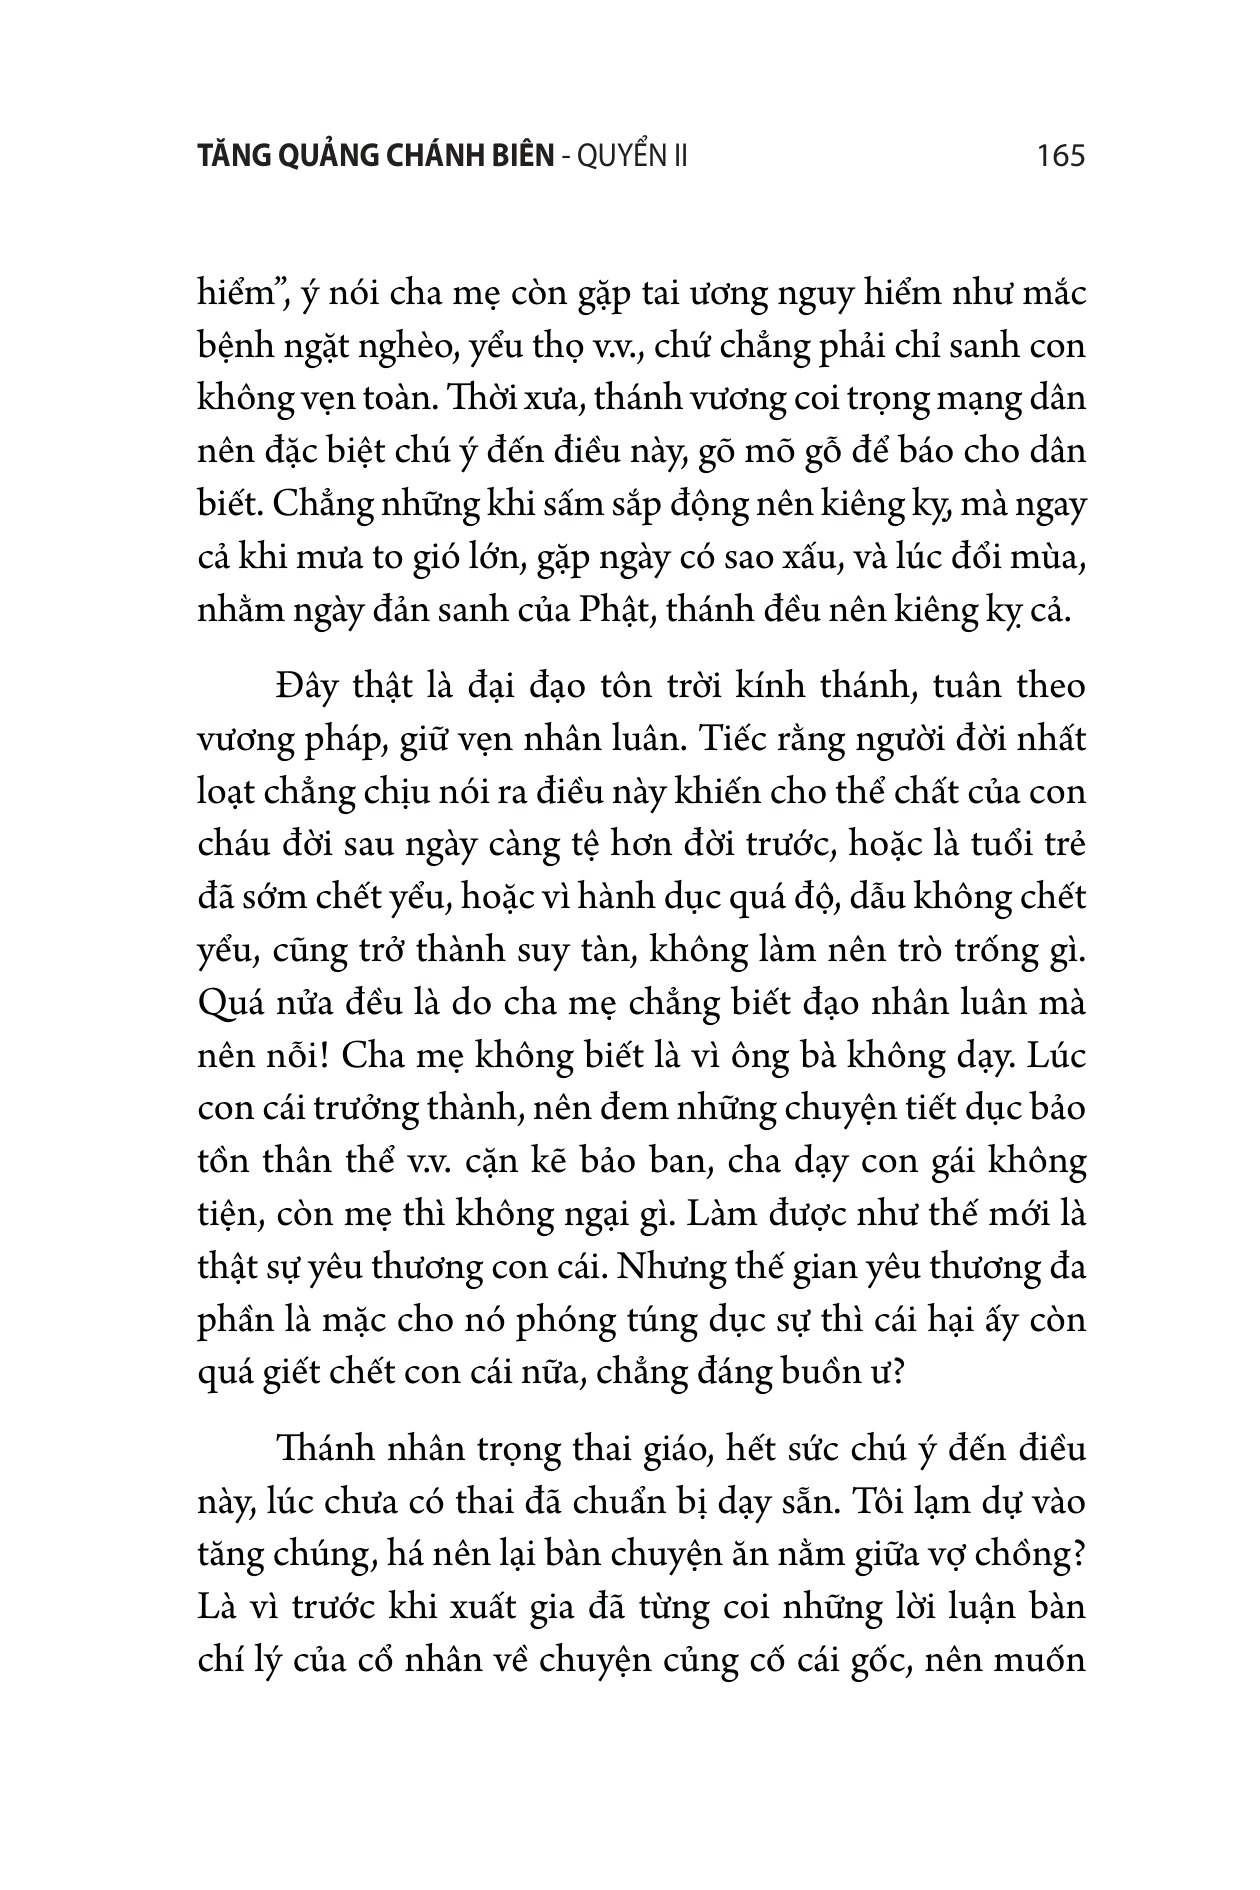 TĂNG QUẢNG CHÁNH BIÊN - QUYỂN II 165
hiểm”, ý nói cha mẹ còn gặp tai ương nguy hiểm như mắc
bệnh ngặt nghèo, yểu thọ v.v., chứ chẳng phải chỉ sanh con
không vẹn toàn. Thời xưa, thánh vương coi trọng mạng dân
nên đặc biệt chú ý đến điều này, gõ mõ gỗ để báo cho dân
biết. Chẳng những khi sấm sắp động nên kiêng kỵ, mà ngay
cả khi mưa to gió lớn, gặp ngày có sao xấu, và lúc đổi mùa,
nhằm ngày đản sanh của Phật, thánh đều nên kiêng kỵ cả.
Đây thật là đại đạo tôn trời kính thánh, tuân theo
vương pháp, giữ vẹn nhân luân. Tiếc rằng người đời nhất
loạt chẳng chịu nói ra điều này khiến cho thể chất của con
cháu đời sau ngày càng tệ hơn đời trước, hoặc là tuổi trẻ
đã sớm chết yểu, hoặc vì hành dục quá độ, dẫu không chết
yểu, cũng trở thành suy tàn, không làm nên trò trống gì.
Quá nửa đều là do cha mẹ chẳng biết đạo nhân luân mà
nên nỗi! Cha mẹ không biết là vì ông bà không dạy. Lúc
con cái trưởng thành, nên đem những chuyện tiết dục bảo
tồn thân thể v.v. cặn kẽ bảo ban, cha dạy con gái không
tiện, còn mẹ thì không ngại gì. Làm được như thế mới là
thật sự yêu thương con cái. Nhưng thế gian yêu thương đa
phần là mặc cho nó phóng túng dục sự thì cái hại ấy còn
quá giết chết con cái nữa, chẳng đáng buồn ư?
Thánh nhân trọng thai giáo, hết sức chú ý đến điều
này, lúc chưa có thai đã chuẩn bị dạy sẵn. Tôi lạm dự vào
tăng chúng, há nên lại bàn chuyện ăn nằm giữa vợ chồng?
Là vì trước khi xuất gia đã từng coi những lời luận bàn
chí lý của cổ nhân về chuyện củng cố cái gốc, nên muốn